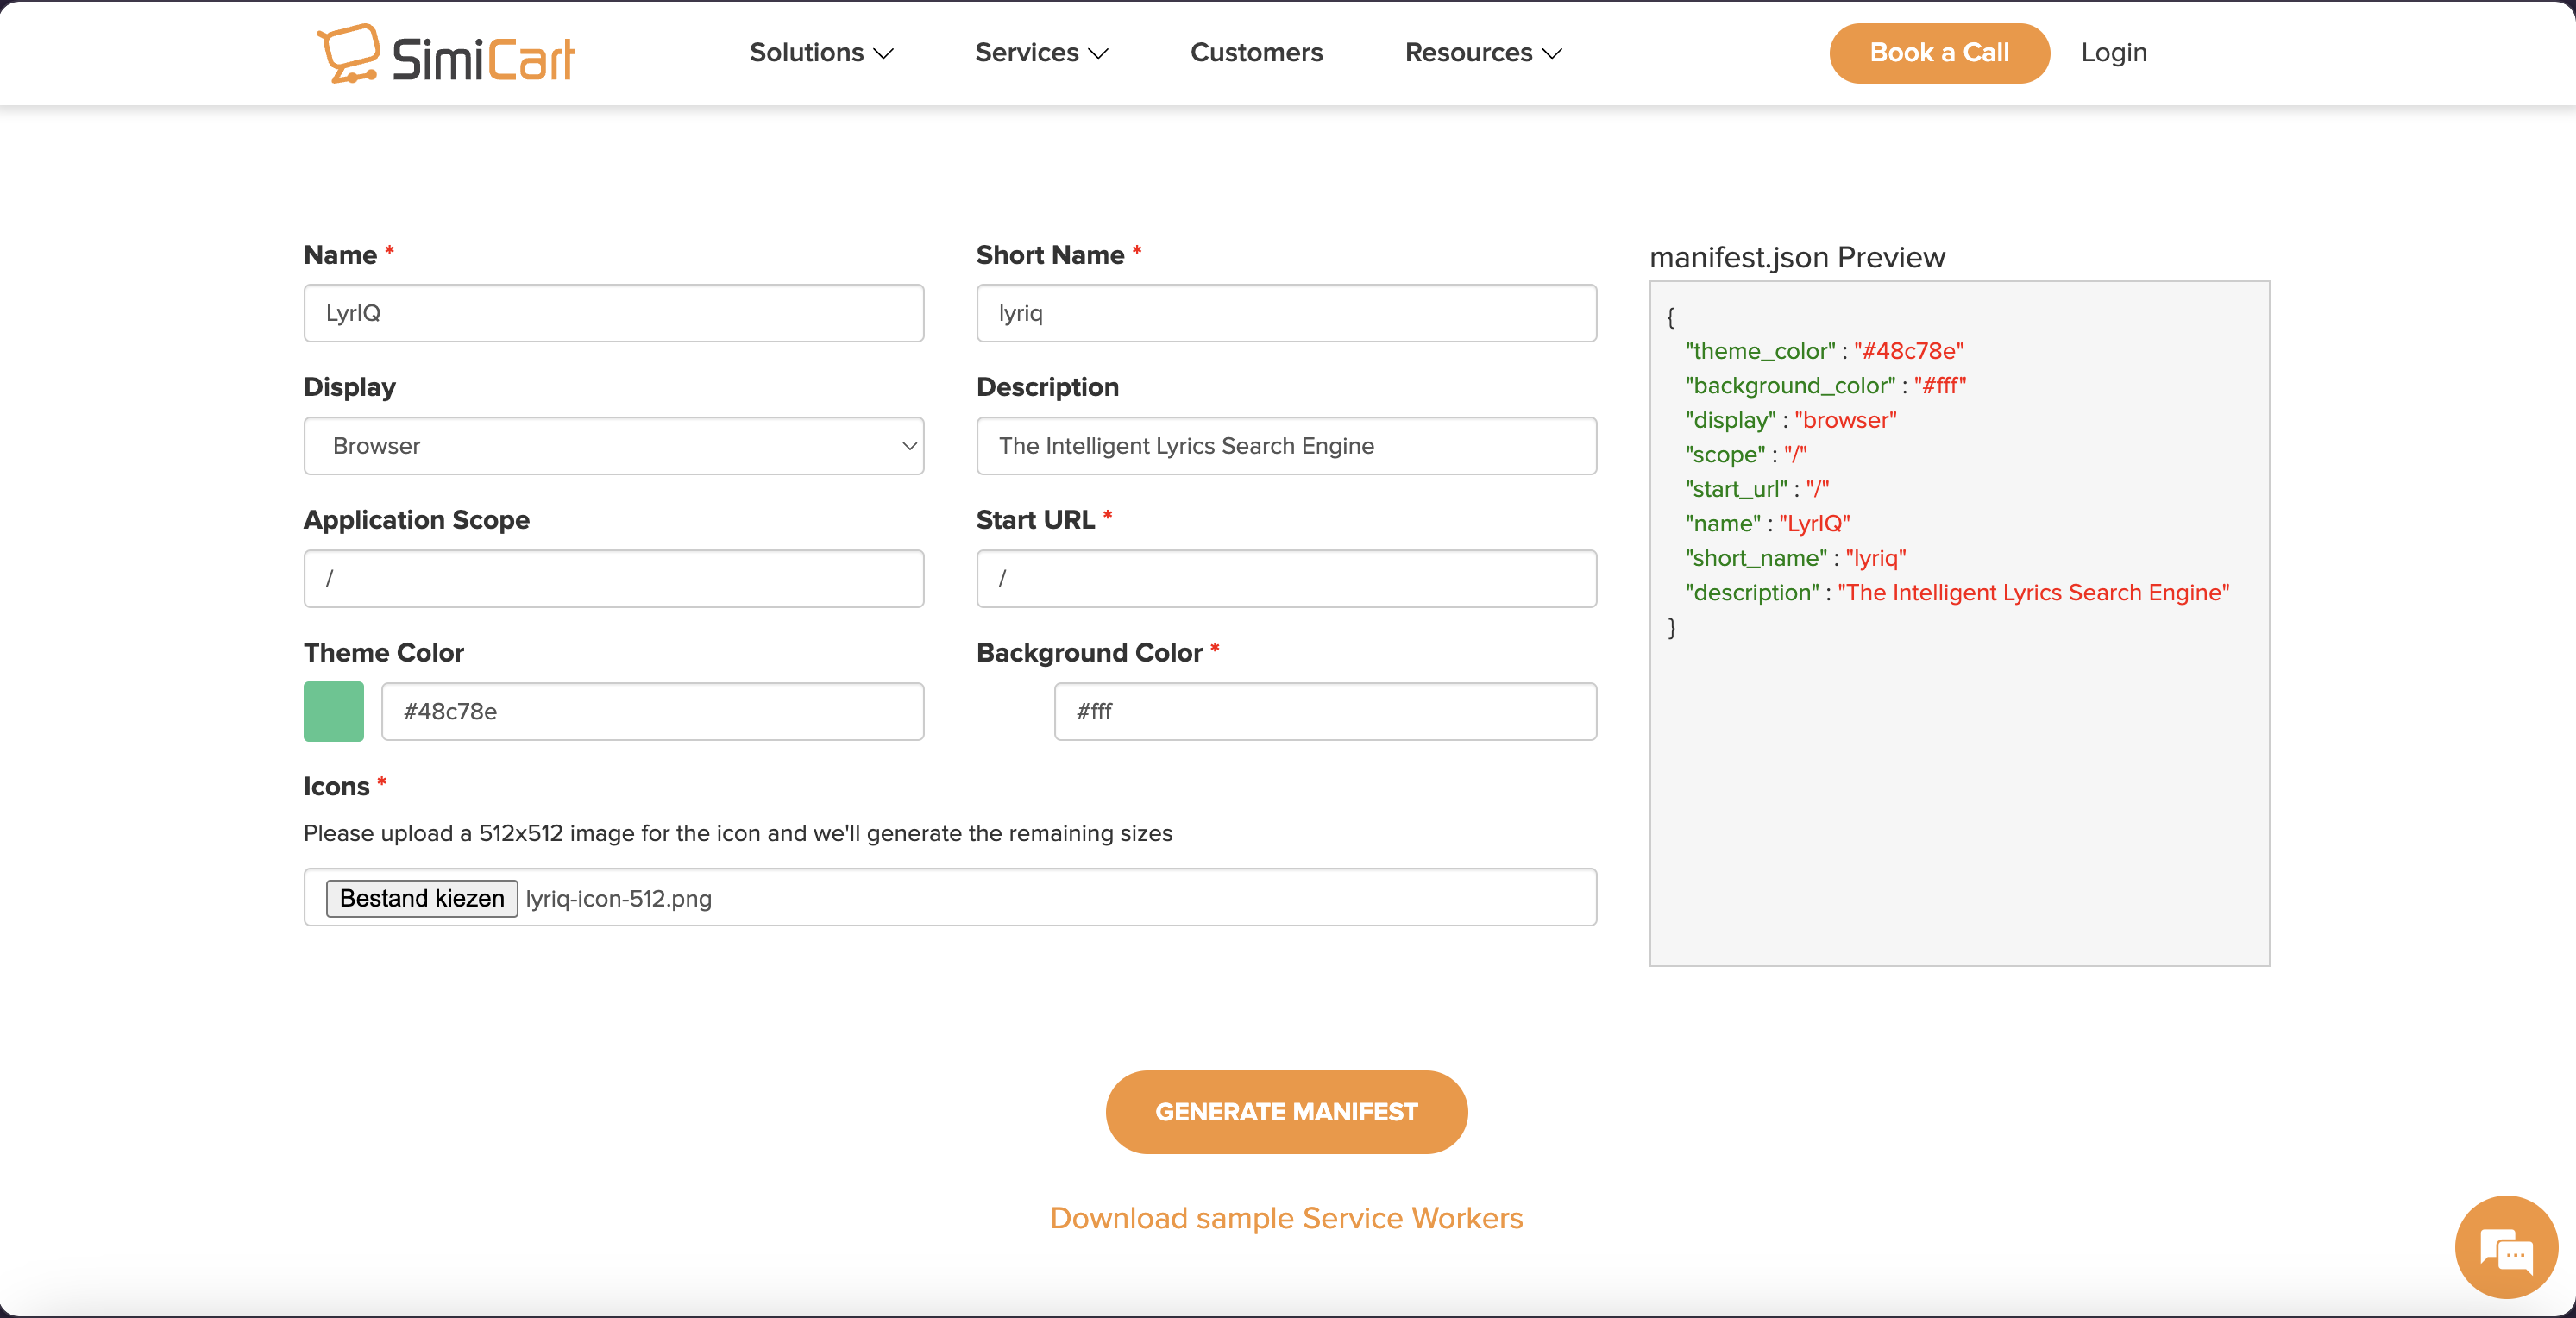 SimiCart
Solutions
Services
Customers
Resources
Book a Call
Login
Name *
LyrIQ
Short Name *
lyriq
Display
Browser
Description
The Intelligent Lyrics Search Engine
Application Scope
/
Start URL *
/
Theme Color
#48c78e
Background Color *
#fff
Icons *
Please upload a 512x512 image for the icon and we'll generate the remaining sizes
Bestand kiezen lyriq-icon-512.png
manifest.json Preview
{
"theme_color" : "#48c78e"
"background_color" : "#fff"
"display" : "browser"
"scope" : "/"
"start_url" : "/"
"name" : "LyrIQ"
"short_name" : "lyriq"
"description" : "The Intelligent Lyrics Search Engine"
}
GENERATE MANIFEST
Download sample Service Workers